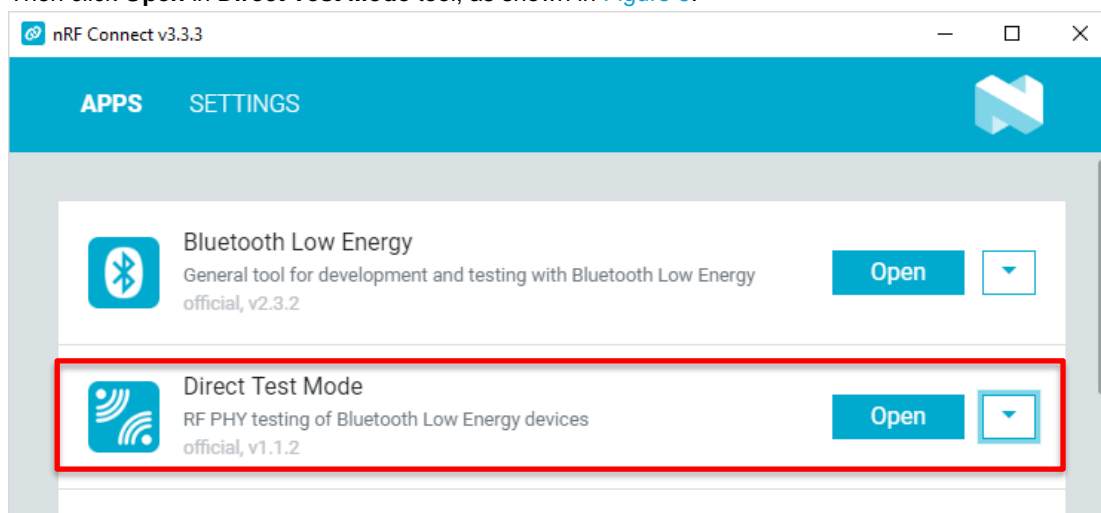 nRF Connect v3.3.3
APPS SETTINGS
Bluetooth Low Energy
General tool for development and testing with Bluetooth Low Energy
official, v2.3.2
Open
Direct Test Mode
RF PHY testing of Bluetooth Low Energy devices
official, v1.1.2
Open